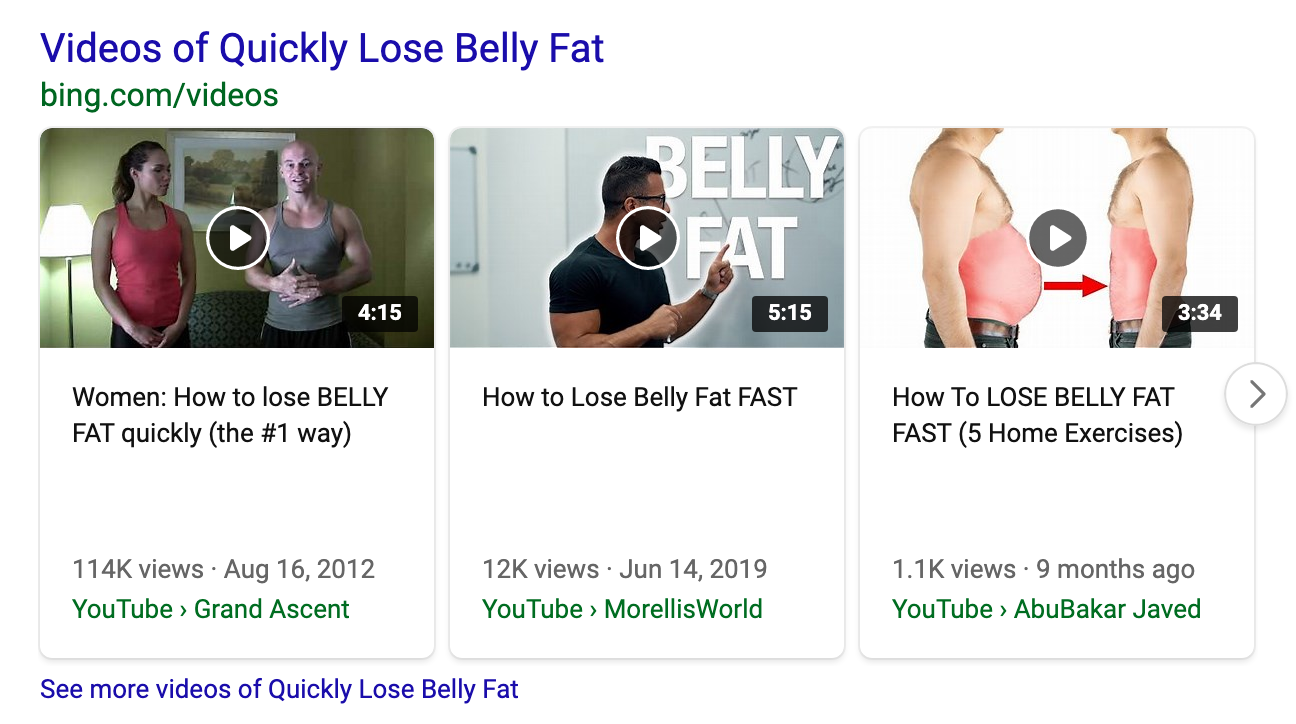 Videos of Quickly Lose Belly Fat
bing.com/videos
4:15
Women: How to lose BELLY
FAT quickly (the #1 way)
114K views · Aug 16, 2012
YouTube › Grand Ascent
BELLY
FAT
5:15
How to Lose Belly Fat FAST
12K views · Jun 14, 2019
YouTube › MorellisWorld
3:34
How To LOSE BELLY FAT
FAST (5 Home Exercises)
1.1K views · 9 months ago
YouTube › AbuBakar Javed
See more videos of Quickly Lose Belly Fat